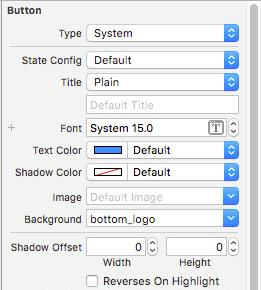 Button
Type System
State Config Default
Title Plain
Default Title
+ Font System 15.0 T
Text Color Default
Shadow Color Default
Image Default Image
Background bottom_logo
Shadow Offset 0 0
Width Height
Reverses On Highlight